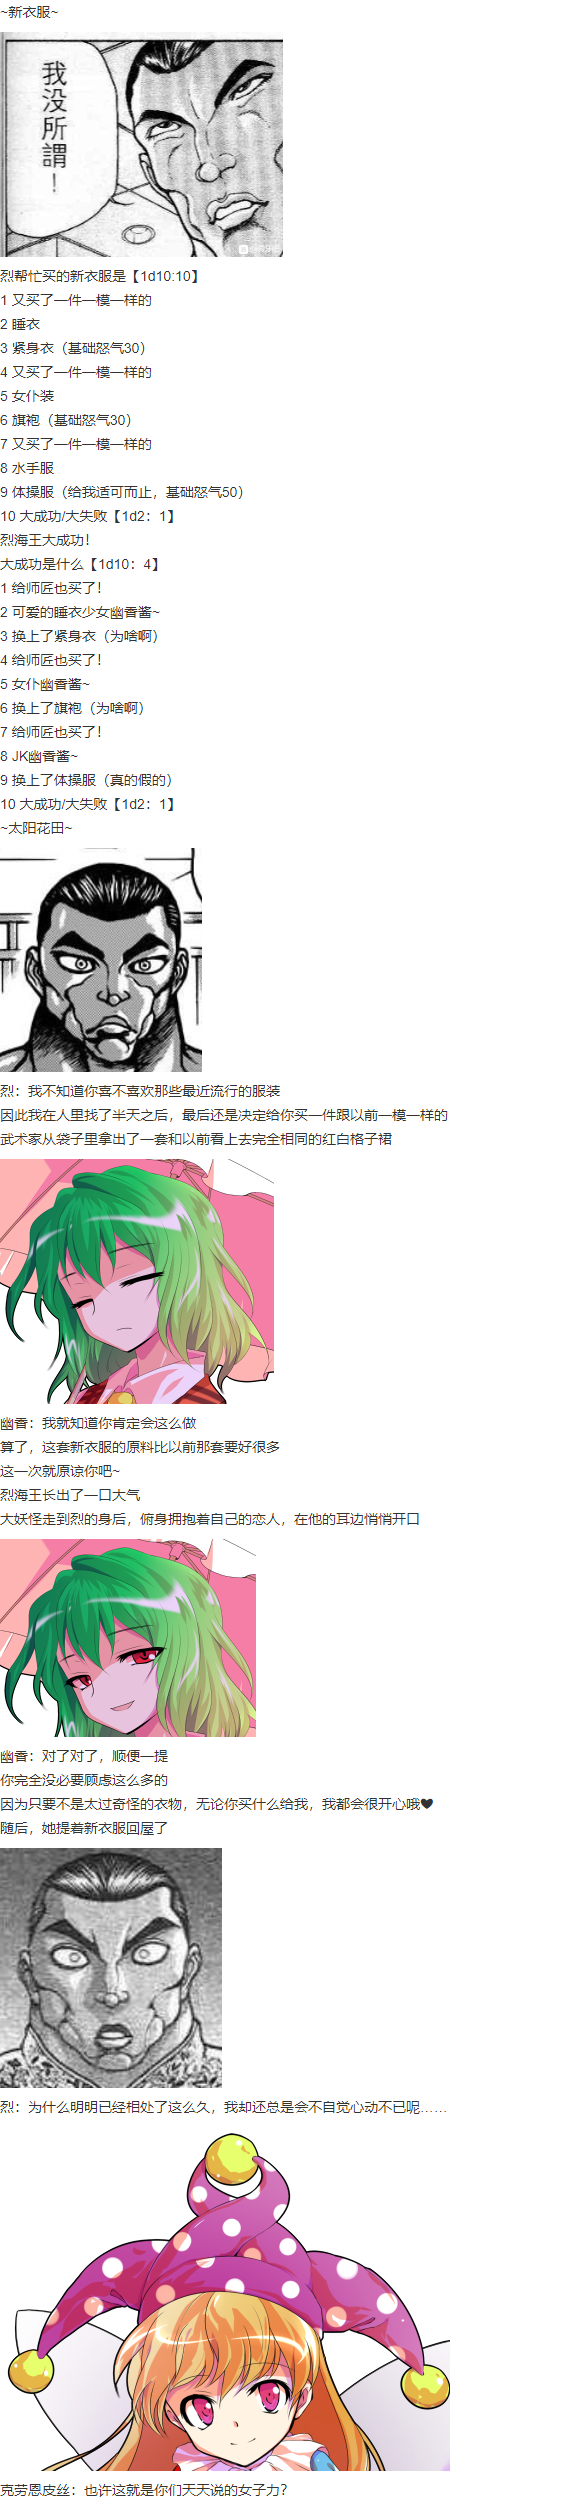 ~新衣服~
我没所謂！
烈帮忙买的新衣服是【1d10:10】
1 又买了一件一模一样的
2 睡衣
3 紧身衣（基础怒气30）
4 又买了一件一模一样的
5 女仆装
6 旗袍（基础怒气30）
7 又买了一件一模一样的
8 水手服
9 体操服（给我适可而止，基础怒气50）
10 大成功/大失败【1d2：1】
烈海王大成功！
大成功是什么【1d10：4】
1 给师匠也买了！
2 可爱的睡衣少女幽香酱~
3 换上了紧身衣（为啥啊）
4 给师匠也买了！
5 女仆幽香酱~
6 换上了旗袍（为啥啊）
7 给师匠也买了！
8 JK幽香酱~
9 换上了体操服（真的假的）
10 大成功/大失败【1d2：1】
~太阳花田~
烈：我不知道你喜不喜欢那些最近流行的服装
因此我在人里找了半天之后，最后还是决定给你买一件跟以前一模一样的
武术家从袋子里拿出了一套和以前看上去完全相同的红白格子裙
幽香：我就知道你肯定会这么做
算了，这套新衣服的原料比以前那套要好很多
这一次就原谅你吧~
烈海王长出了一口大气
大妖怪走到烈的身后，俯身拥抱着自己的恋人，在他的耳边悄悄开口
幽香：对了对了，顺便一提
你完全没必要顾虑这么多的
因为只要不是太过奇怪的衣物，无论你买什么给我，我都会很开心哦♥
随后，她提着新衣服回屋了
烈：为什么明明已经相处了这么久，我却还总是会不自觉心动不已呢……
克劳恩皮丝：也许这就是你们天天说的女子力？